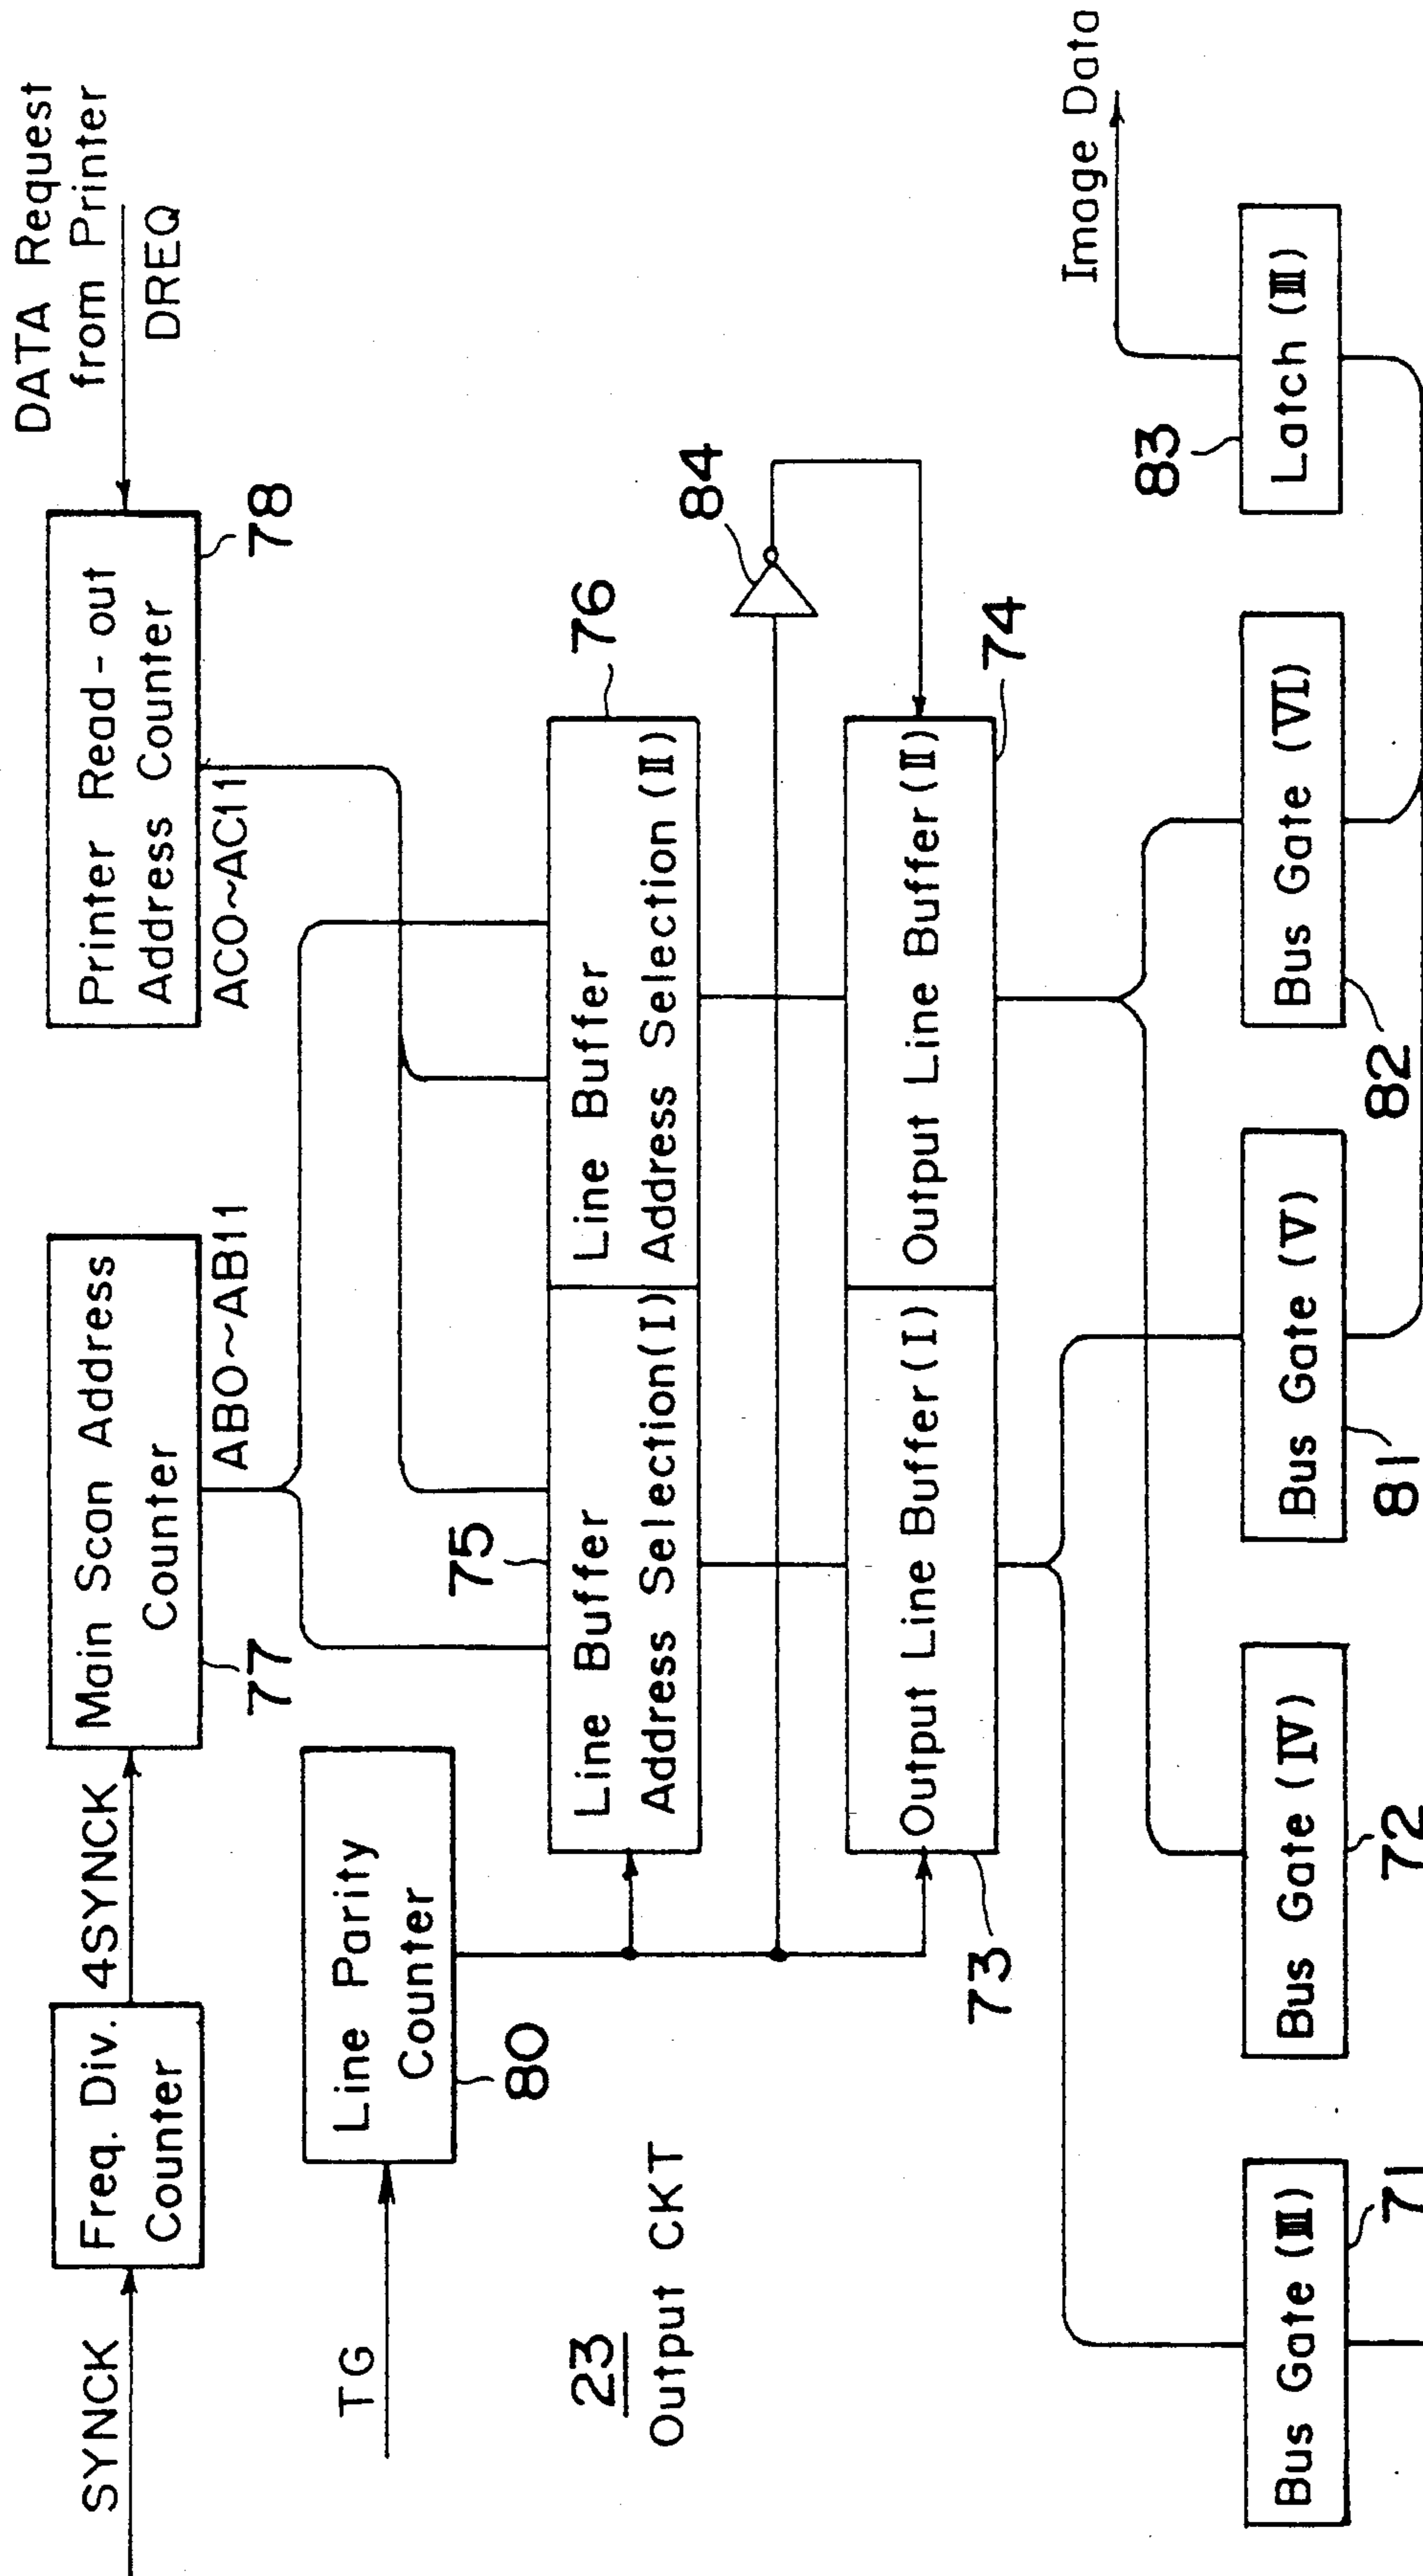 SYNCK
Freq. Div.
Counter
4SYNCK
Main Scan Address
Counter
77
AB0~AB11
Printer Read-out
Address Counter
78
AC0~AC11
DATA Request
from Printer
DREQ
TG
Line Parity
Counter
80
23
Output CKT
75
Line Buffer
Address Selection(I)
76
Line Buffer
Address Selection(II)
84
73
Output Line Buffer(I)
Output Line Buffer(II)
74
Bus Gate (III)
71
Bus Gate (IV)
72
Bus Gate (V)
81
Bus Gate (VI)
82
83
Latch (III)
Image Data